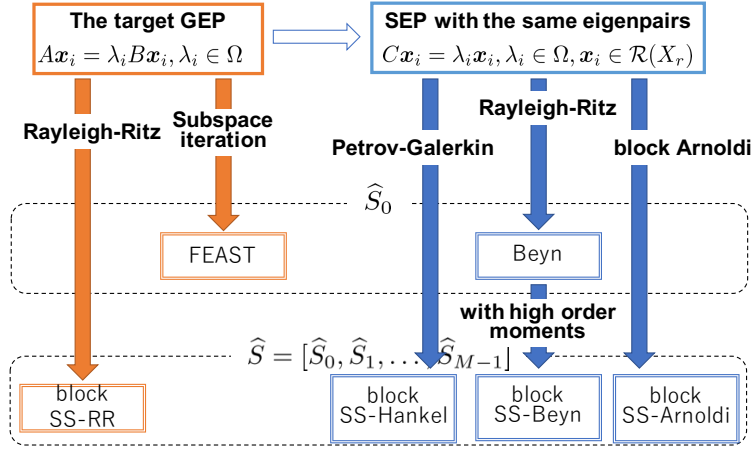 The target GEP
Ax_i = λ_i Bx_i, λ_i ∈ Ω
SEP with the same eigenpairs
Cx_i = λ_i x_i, λ_i ∈ Ω, x_i ∈ R(X_r)
Rayleigh-Ritz
Subspace
iteration
Petrov-Galerkin
Rayleigh-Ritz
block Arnoldi
Ŝ_0
FEAST
Beyn
with high order
moments
Ŝ = [Ŝ_0, Ŝ_1, . . . , Ŝ_{M−1}]
block
SS-RR
block
SS-Hankel
block
SS-Beyn
block
SS-Arnoldi